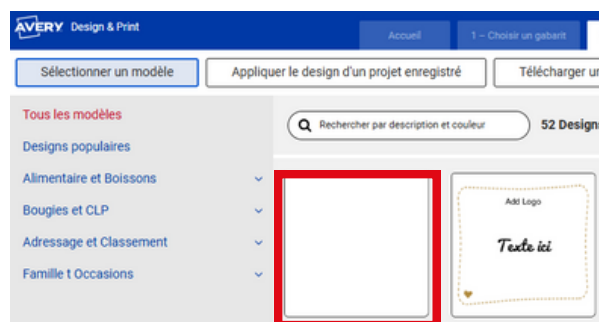 AVERY Design & Print
Accueil
1 - Choisir un gabarit
Sélectionner un modèle
Appliquer le design d'un projet enregistré
Télécharger
Tous les modèles
Designs populaires
Alimentaire et Boissons
Bougies et CLP
Adressage et Classement
Famille t Occasions
Rechercher par description et couleur
52 Design
Add Logo
Texte ici